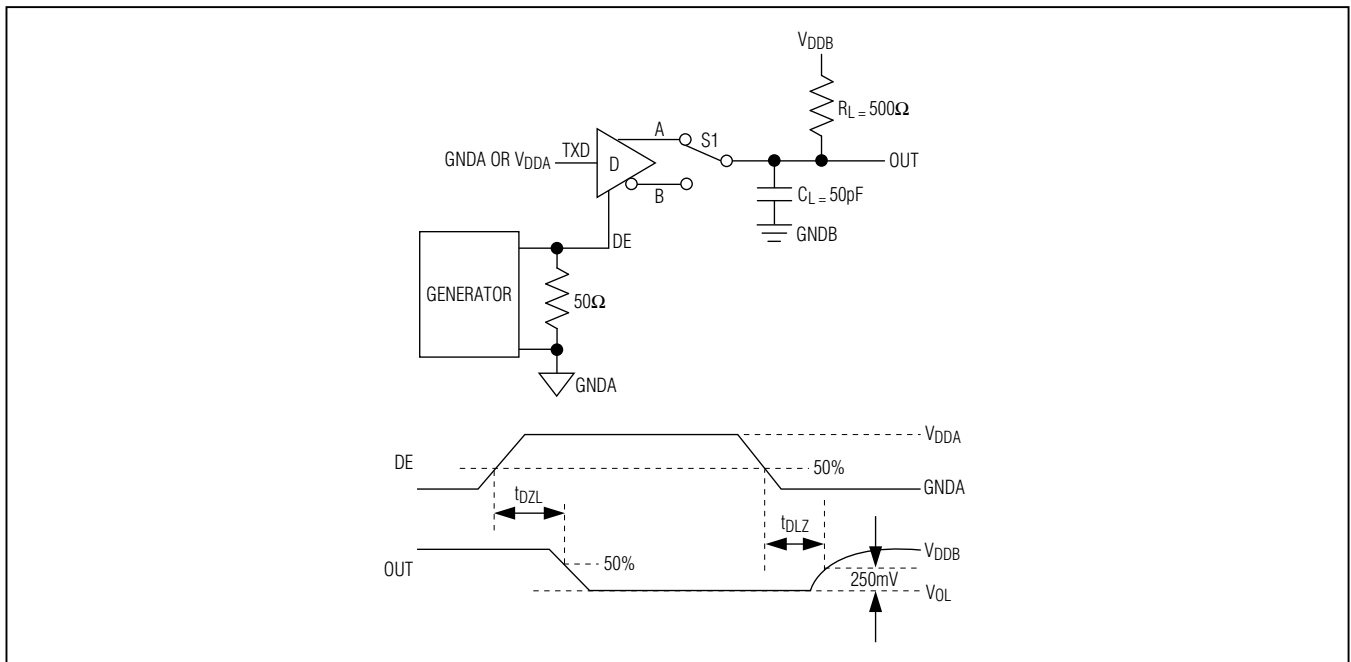 VDDB
RL = 500Ω
A
S1
GNDA OR VDDA
TXD
D
OUT
B
CL = 50pF
GNDB
DE
GENERATOR
50Ω
GNDA
VDDA
DE
50%
GNDA
tDZL
tDLZ
VDDB
OUT
50%
250mV
VOL